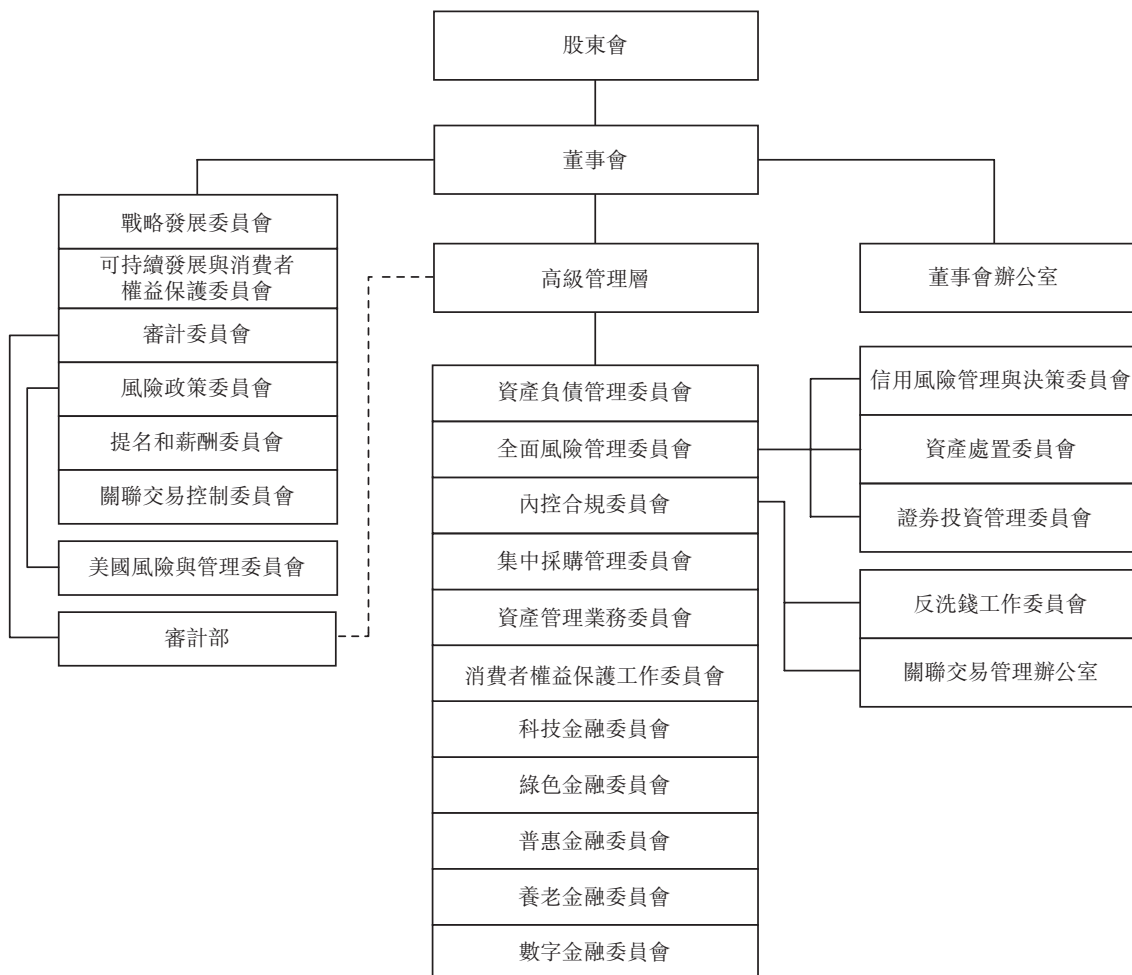 股東會
董事會
戰略發展委員會
可持續發展與消費者
權益保護委員會
審計委員會
風險政策委員會
提名和薪酬委員會
關聯交易控制委員會
美國風險與管理委員會
審計部
高級管理層
資產負債管理委員會
全面風險管理委員會
內控合規委員會
集中採購管理委員會
資產管理業務委員會
消費者權益保護工作委員會
科技金融委員會
綠色金融委員會
普惠金融委員會
養老金融委員會
數字金融委員會
董事會辦公室
信用風險管理與決策委員會
資產處置委員會
證券投資管理委員會
反洗錢工作委員會
關聯交易管理辦公室